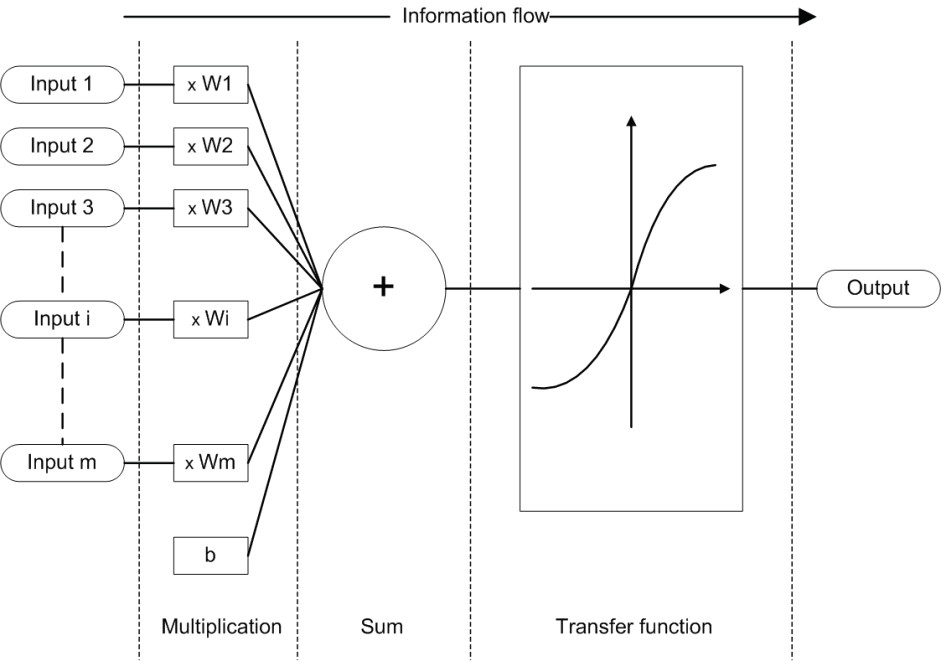 Information flow
Input 1
x W1
Input 2
x W2
Input 3
x W3
+
Input i
x Wi
Output
Input m
x Wm
b
Multiplication
Sum
Transfer function